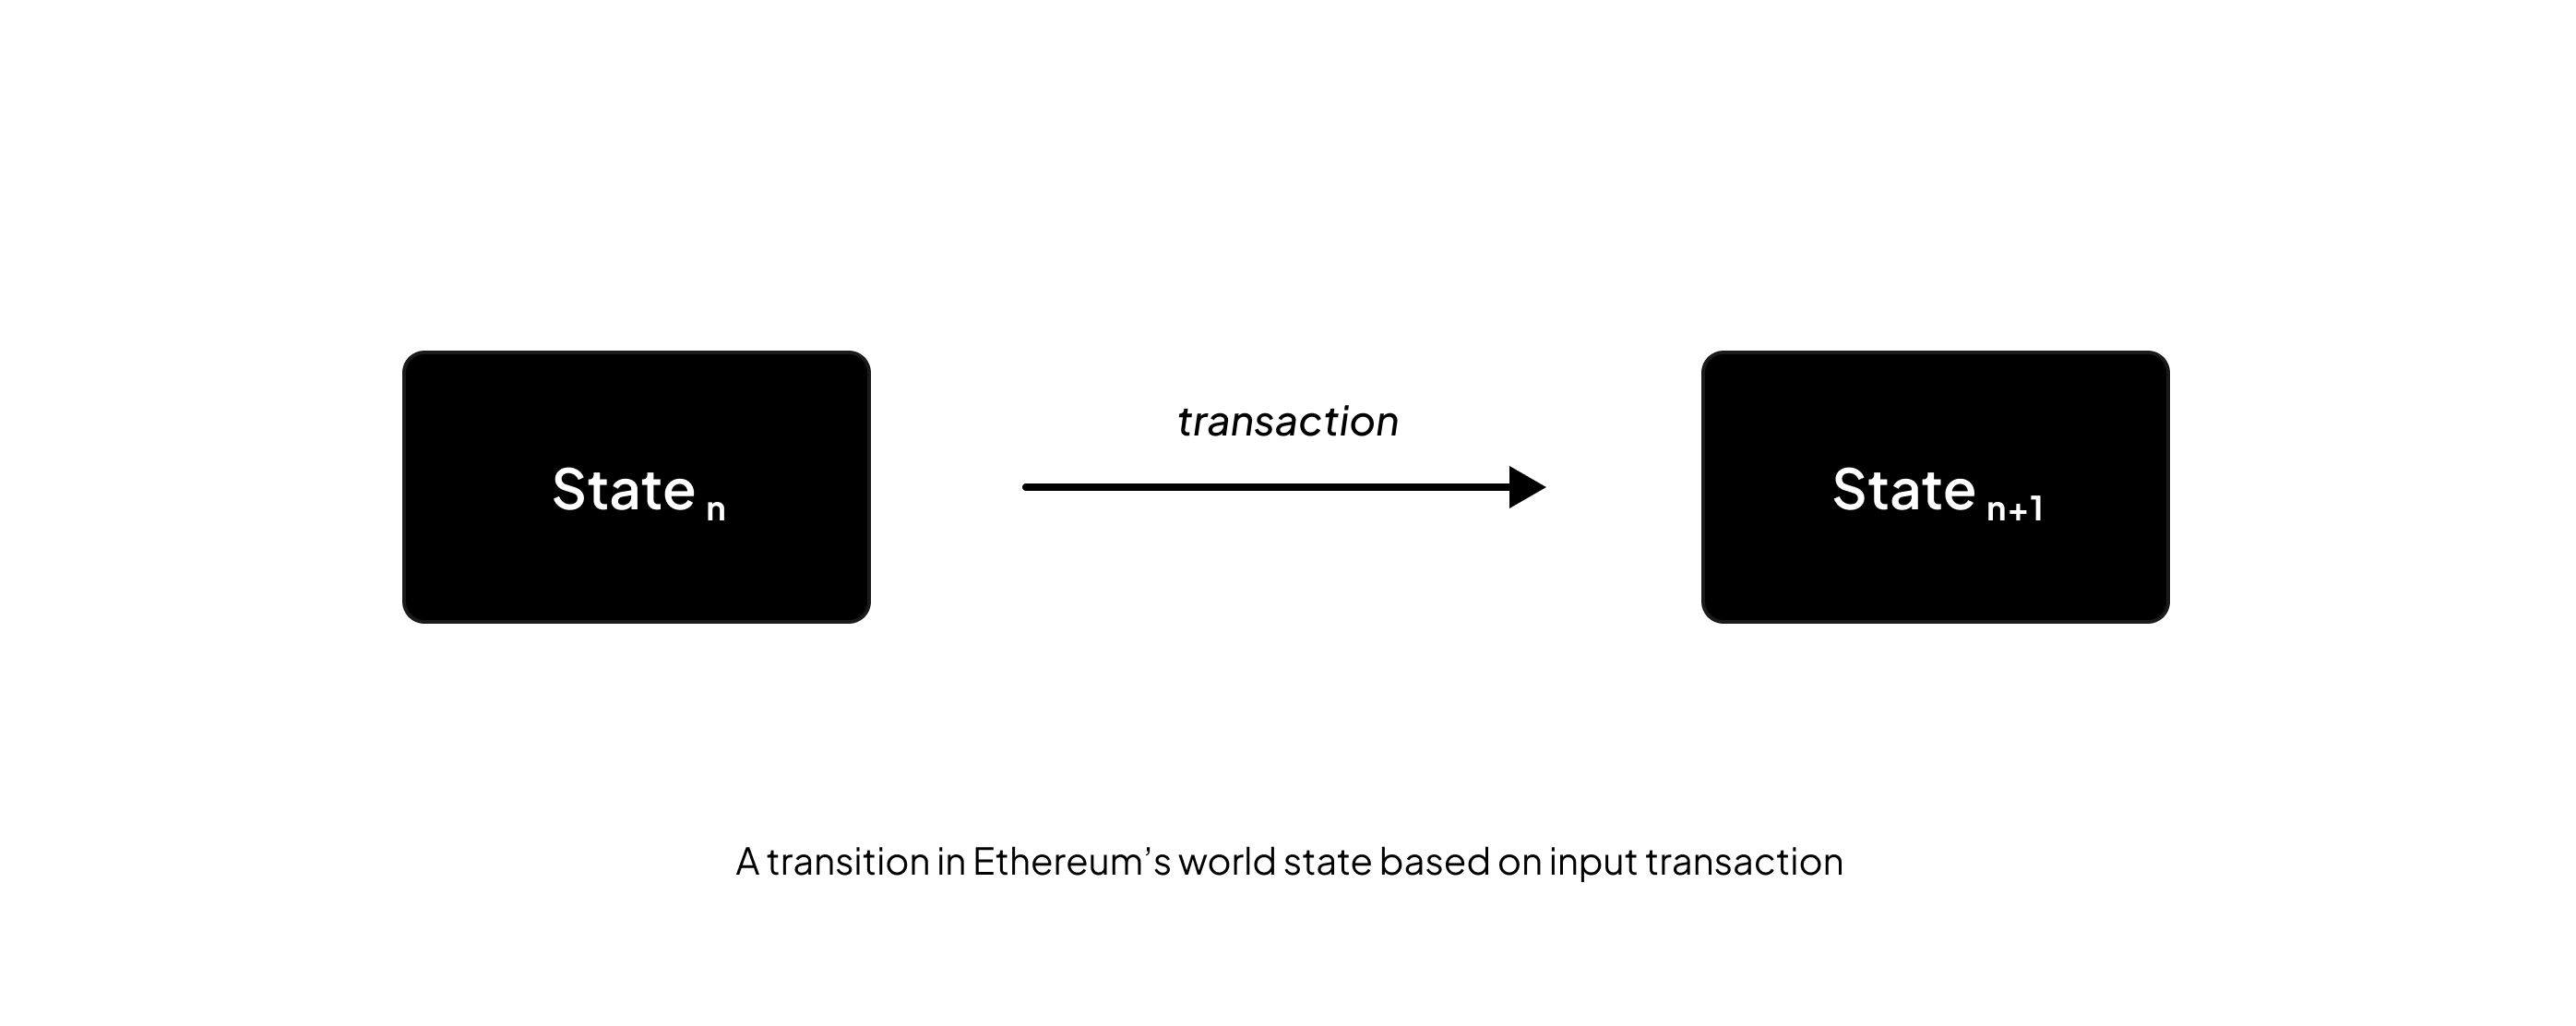 transaction
State n
State n+1
A transition in Ethereum’s world state based on input transaction